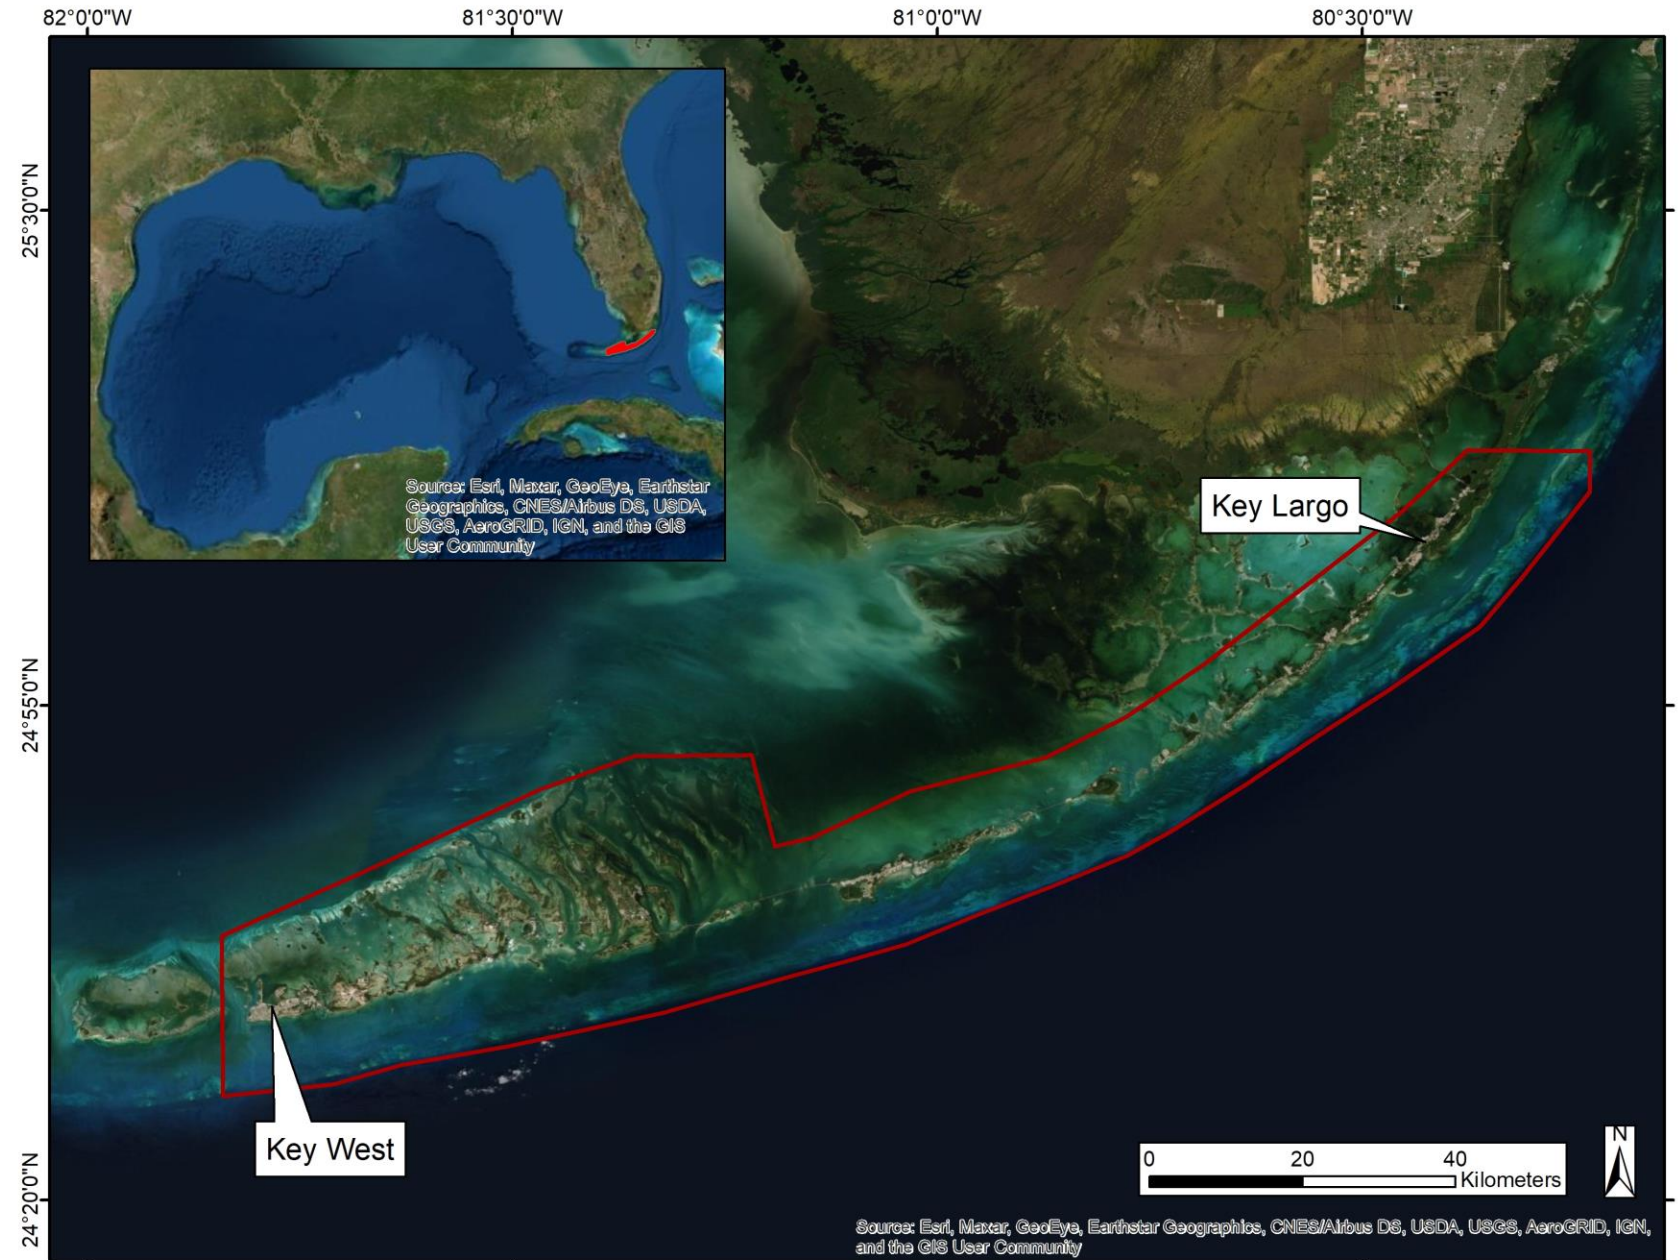 82°0'0"W 81°30'0"W 81°0'0"W 80°30'0"W
25°30'0"N
24°55'0"N
24°20'0"N
Source: Esri, Maxar, GeoEye, Earthstar
Geographics, CNES/Airbus DS, USDA,
USGS, AeroGRID, IGN, and the GIS
User Community
Key Largo
Key West
N
0 20 40
Kilometers
Source: Esri, Maxar, GeoEye, Earthstar Geographics, CNES/Airbus DS, USDA, USGS, AeroGRID, IGN,
and the GIS User Community